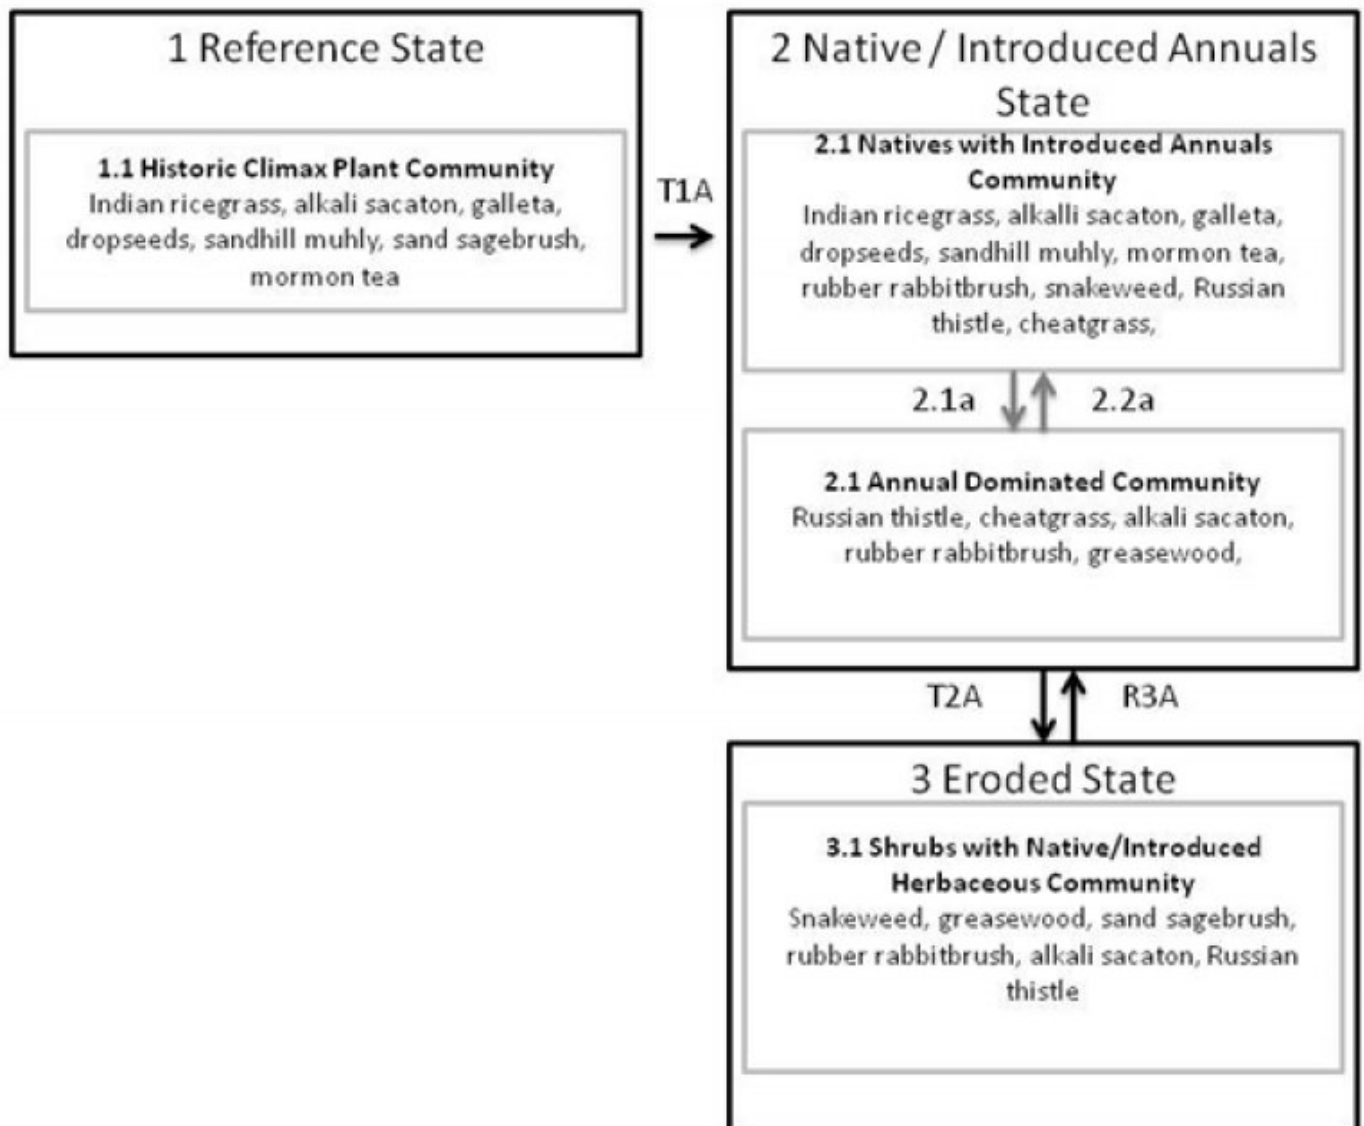 1 Reference State
1.1 Historic Climax Plant Community
Indian ricegrass, alkali sacaton, galleta,
dropseeds, sandhill muhly, sand sagebrush,
mormon tea
T1A
2 Native / Introduced Annuals
State
2.1 Natives with Introduced Annuals
Community
Indian ricegrass, alkalli sacaton, galleta,
dropseeds, sandhill muhly, mormon tea,
rubber rabbitbrush, snakeweed, Russian
thistle, cheatgrass,
2.1a
2.2a
2.1 Annual Dominated Community
Russian thistle, cheatgrass, alkali sacaton,
rubber rabbitbrush, greasewood,
T2A
R3A
3 Eroded State
3.1 Shrubs with Native/Introduced
Herbaceous Community
Snakeweed, greasewood, sand sagebrush,
rubber rabbitbrush, alkali sacaton, Russian
thistle